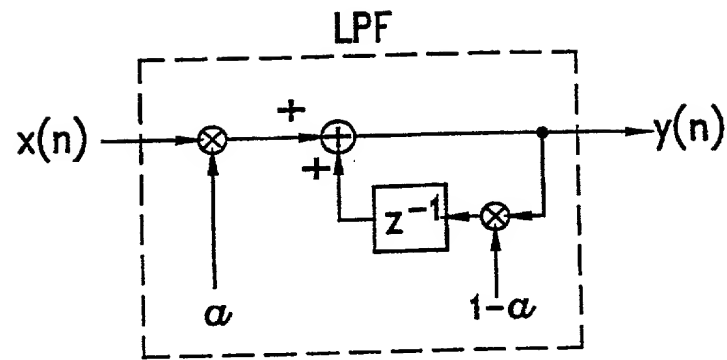 LPF
x(n)
+
+
+
y(n)
z⁻¹
a
1-a